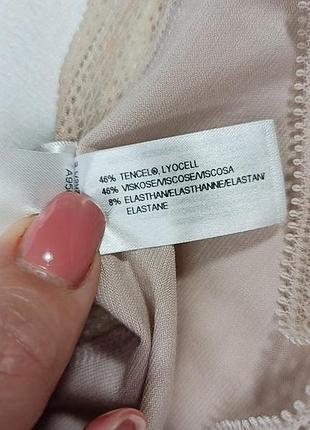 46% TENCEL®, LYOCELL
46% VISKOSE/VISCOSE/VISCOSA
8% ELASTHAN/ELASTHANNE/ELASTAN/
ELASTANE